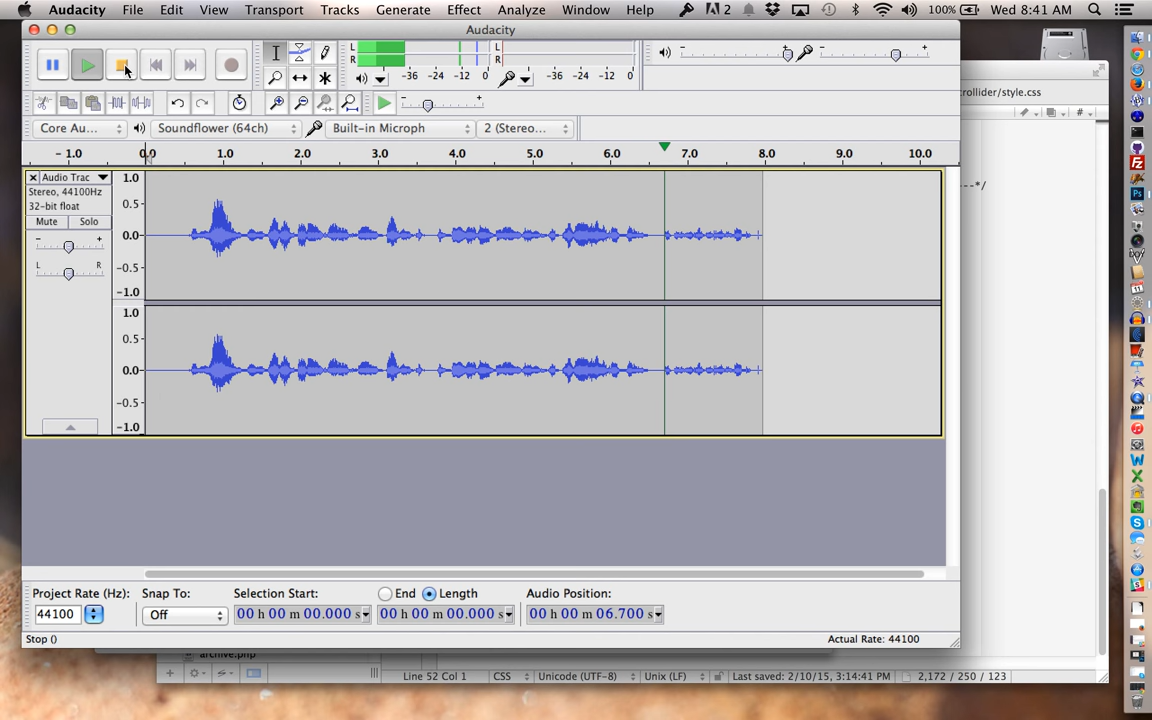 Audacity File Edit View Transport Tracks Generate Effect Analyze Window Help 2 100% Wed 8:41 AM
Audacity
L R -36 -24 -12 0 L R -36 -24 -12 0
Core Au... Soundflower (64ch) Built-in Microph 2 (Stereo...
- 1.0 0.0 1.0 2.0 3.0 4.0 5.0 6.0 7.0 8.0 9.0 10.0
Audio Trac
Stereo, 44100Hz
32-bit float
Mute Solo
- +
L R
1.0
0.5
0.0
-0.5
-1.0
1.0
0.5
0.0
-0.5
-1.0
Project Rate (Hz): Snap To: Selection Start: End Length Audio Position:
44100 Off 00 h 00 m 00.000 s 00 h 00 m 00.000 s 00 h 00 m 06.700 s
Stop () Actual Rate: 44100
crollider/style.css
---*/
archive.php
Line 52 Col 1 CSS Unicode (UTF-8) Unix (LF) Last saved: 2/10/15, 3:14:41 PM 2,172 / 250 / 123